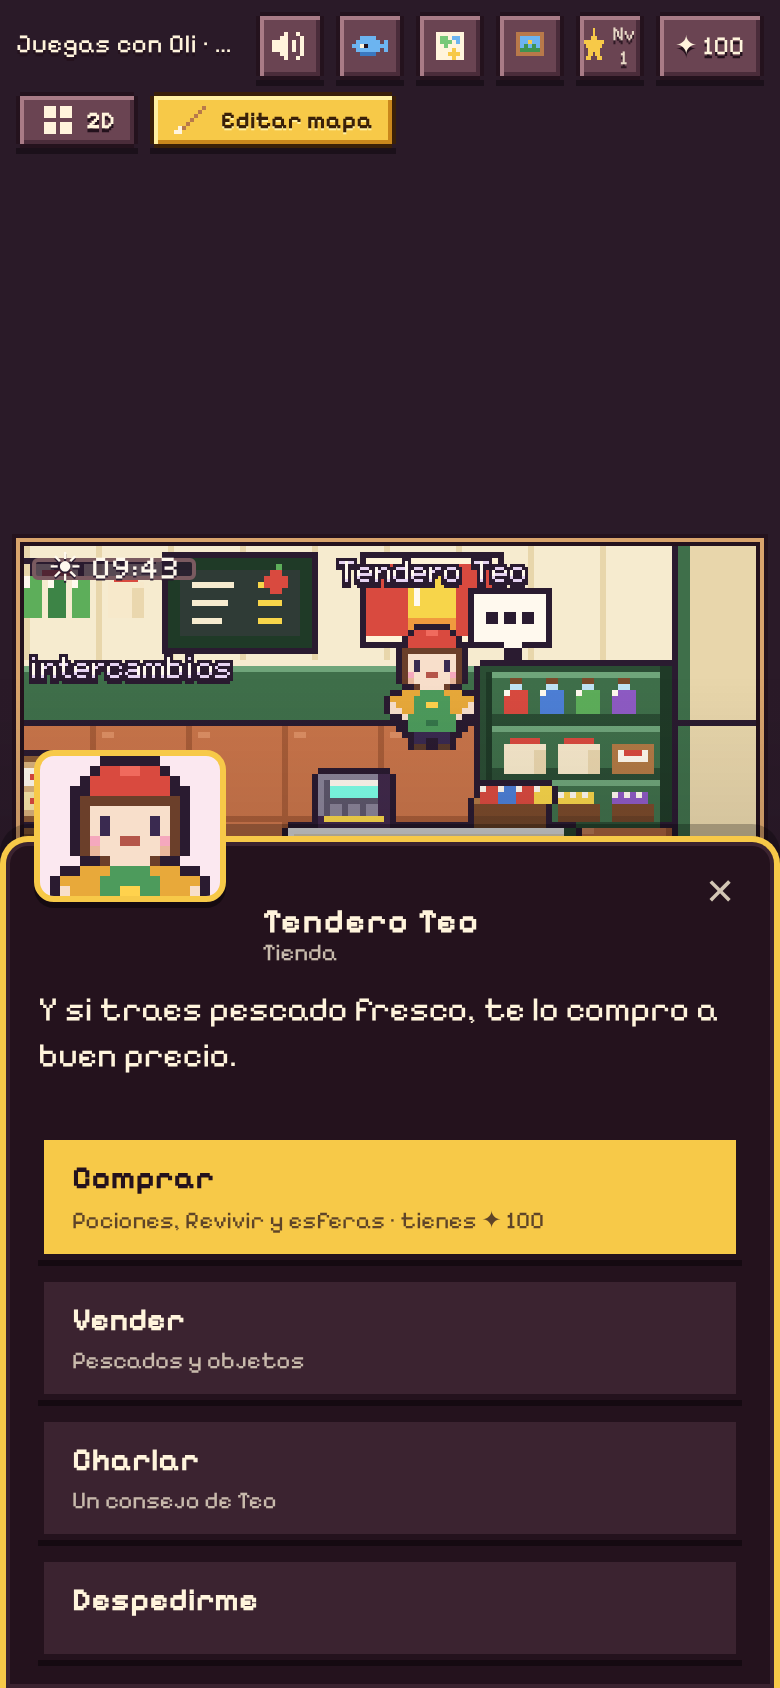 Juegas con Oli · ...
Nv
1
✦ 100
2D
Editar mapa
09:43
Tendero Teo
...
intercambios
Tendero Teo
Tienda
Y si traes pescado fresco, te lo compro a
buen precio.
Comprar
Pociones, Revivir y esferas · tienes ✦ 100
Vender
Pescados y objetos
Charlar
Un consejo de Teo
Despedirme